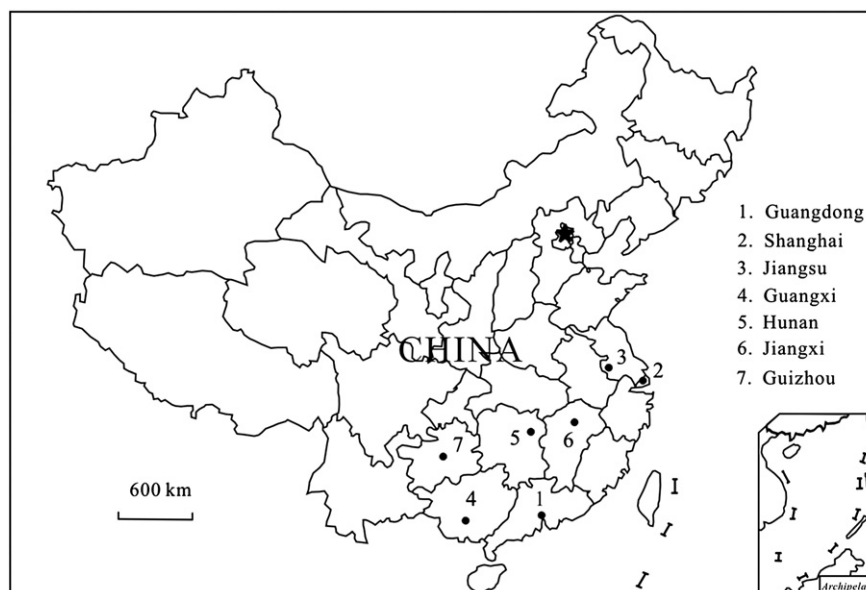 1. Guangdong
2. Shanghai
3. Jiangsu
4. Guangxi
5. Hunan
6. Jiangxi
7. Guizhou
CHINA
3
2
5
6
7
4
1
600 km